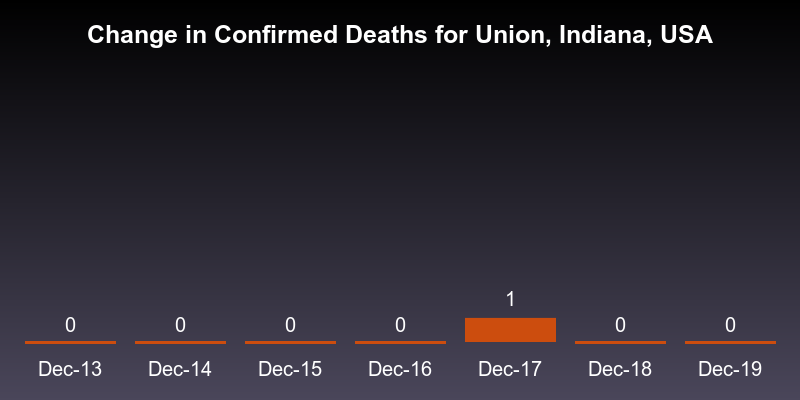 Change in Confirmed Deaths for Union, Indiana, USA
1
0 0 0 0 0 0
Dec-13 Dec-14 Dec-15 Dec-16 Dec-17 Dec-18 Dec-19